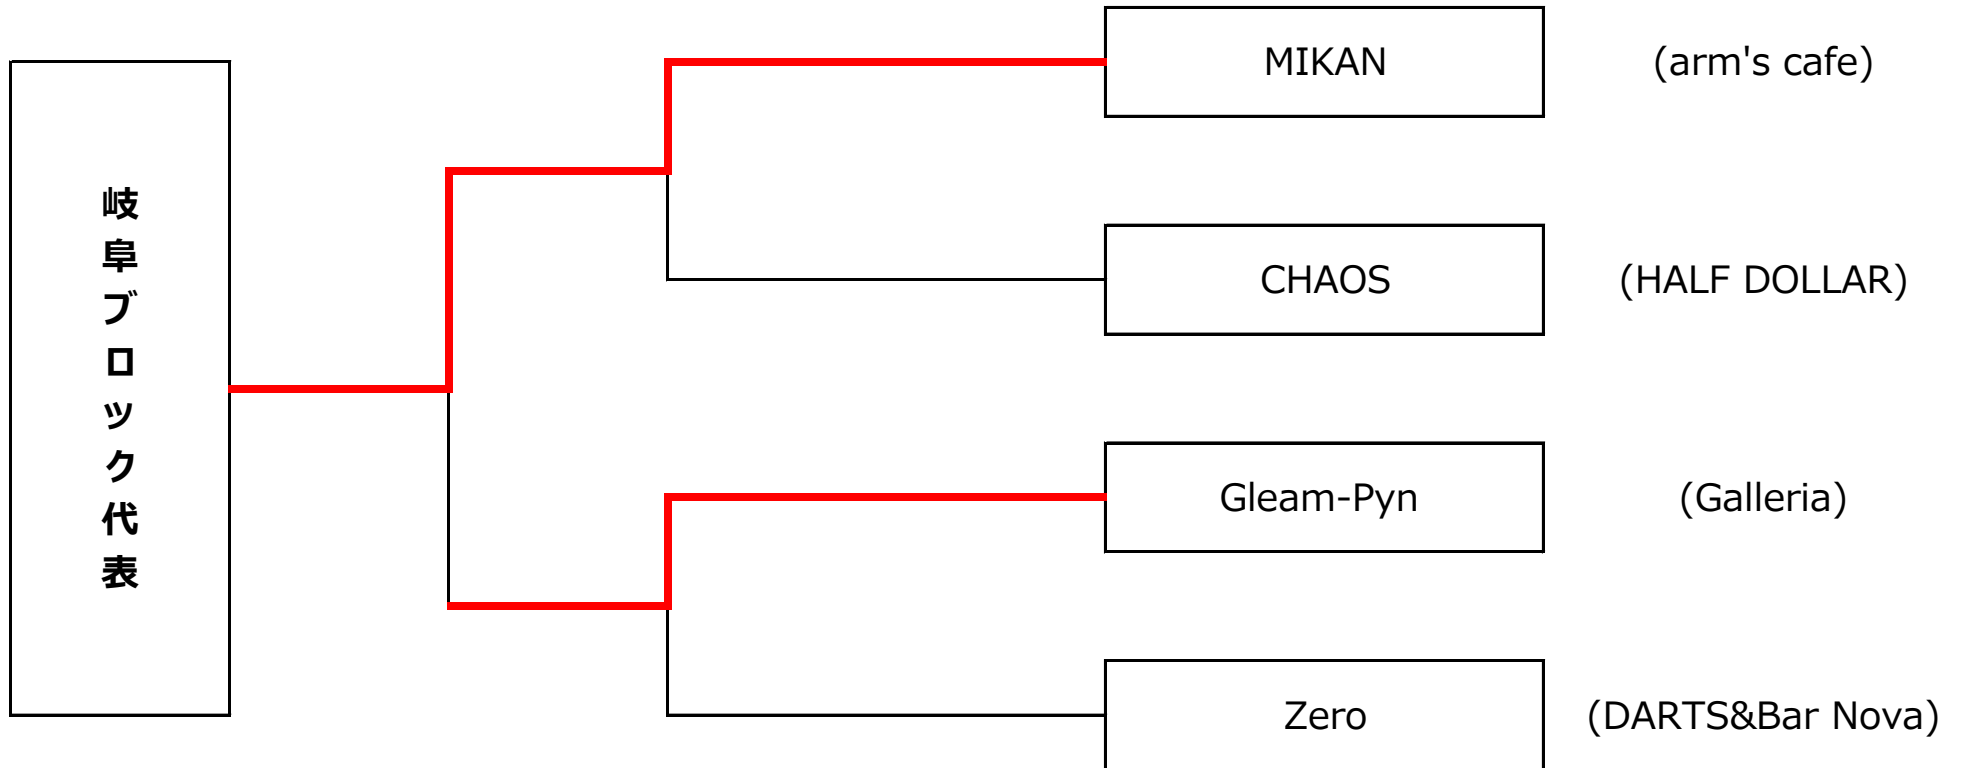 岐阜ブロック代表
MIKAN (arm's cafe)
CHAOS (HALF DOLLAR)
Gleam-Pyn (Galleria)
Zero (DARTS&Bar Nova)